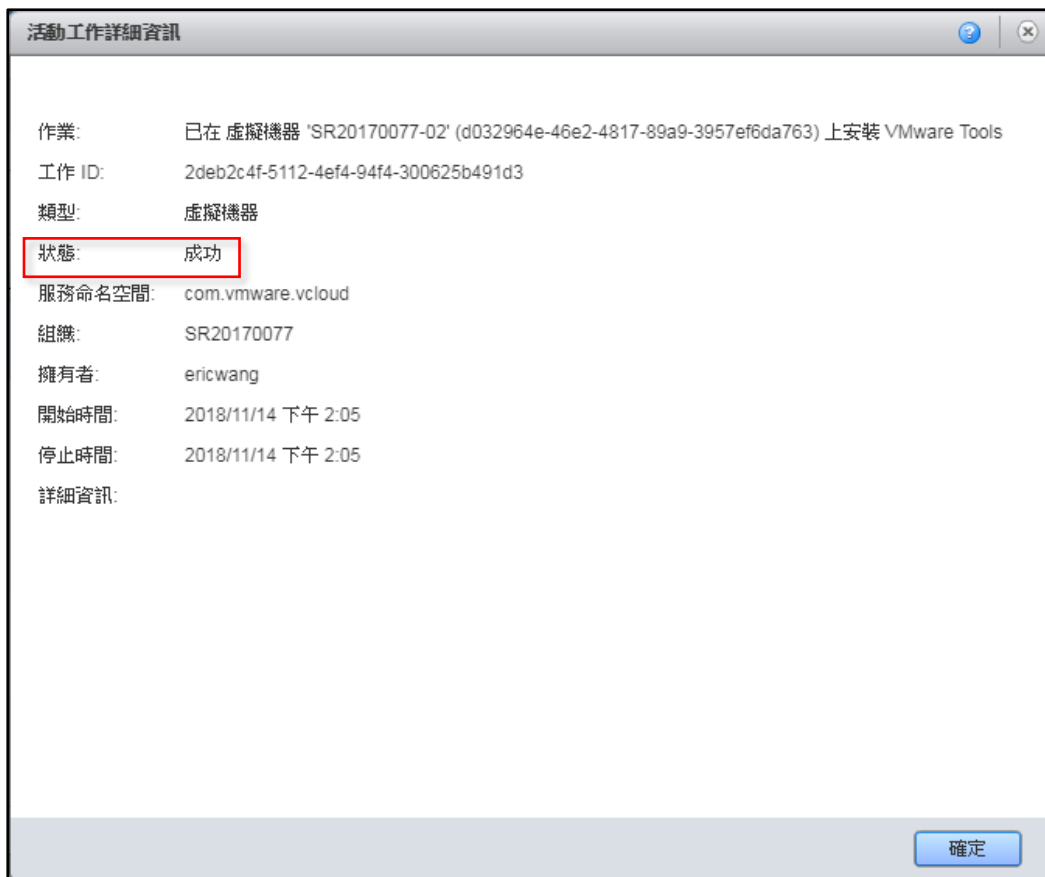 活動工作詳細資訊
作業: 已在 虛擬機器 'SR20170077-02' (d032964e-46e2-4817-89a9-3957ef6da763) 上安裝 VMware Tools
工作 ID: 2deb2c4f-5112-4ef4-94f4-300625b491d3
類型: 虛擬機器
狀態: 成功
服務命名空間: com.vmware.vcloud
組織: SR20170077
擁有者: ericwang
開始時間: 2018/11/14 下午 2:05
停止時間: 2018/11/14 下午 2:05
詳細資訊:
確定